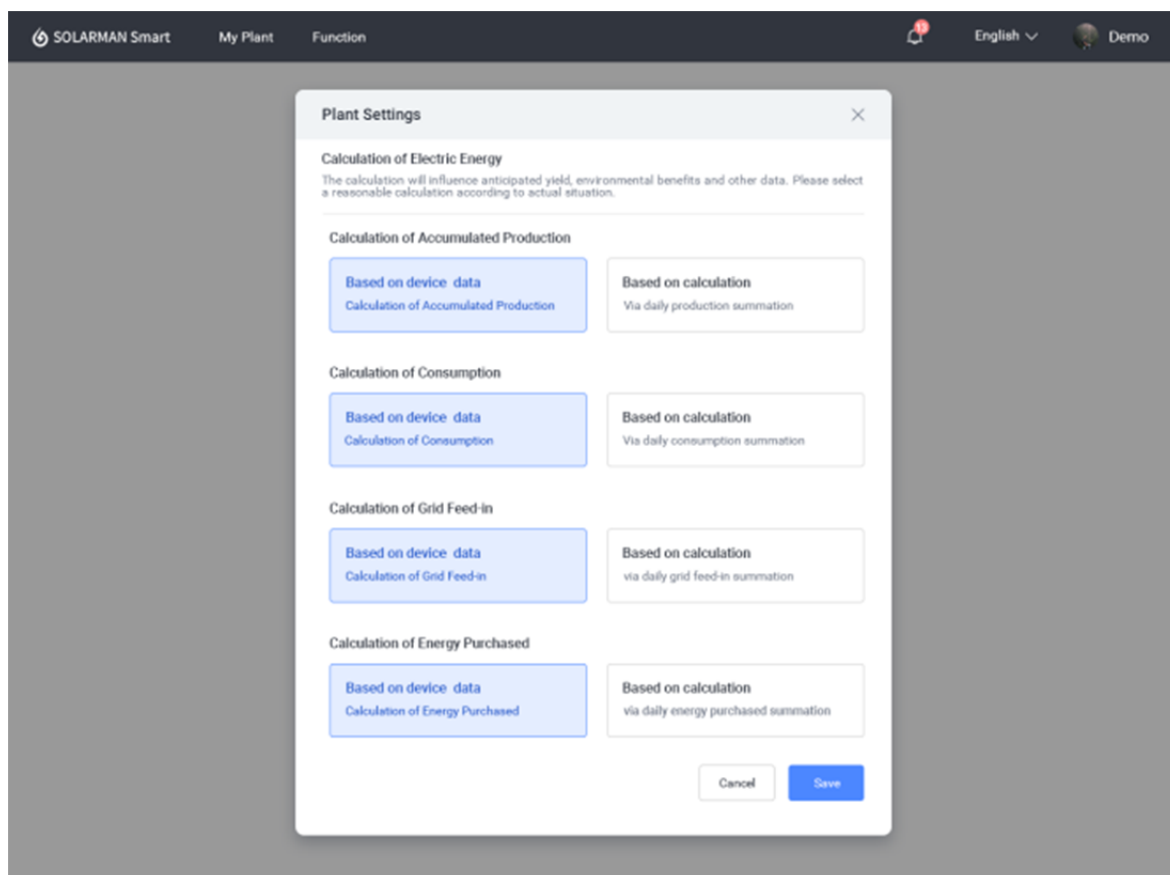 SOLARMAN Smart My Plant Function 13 English Demo
Plant Settings
Calculation of Electric Energy
The calculation will influence anticipated yield, environmental benefits and other data. Please select
a reasonable calculation according to actual situation.
Calculation of Accumulated Production
Based on device data Based on calculation
Calculation of Accumulated Production Via daily production summation
Calculation of Consumption
Based on device data Based on calculation
Calculation of Consumption Via daily consumption summation
Calculation of Grid Feed-in
Based on device data Based on calculation
Calculation of Grid Feed-in via daily grid feed-in summation
Calculation of Energy Purchased
Based on device data Based on calculation
Calculation of Energy Purchased via daily energy purchased summation
Cancel Save